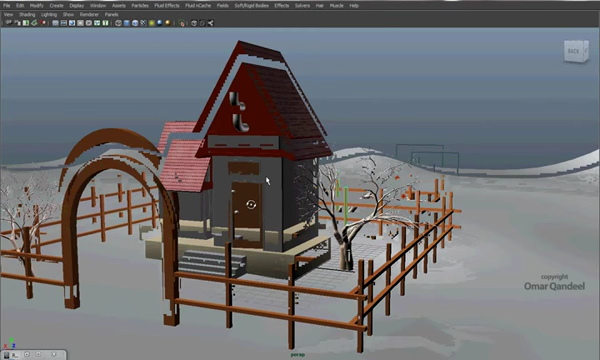 File Edit Modify Create Display Window Assets Particles Fluid Effects Fluid nCache Fields Soft/Rigid Bodies Effects Solvers Hair Muscle Help
View Shading Lighting Show Renderer Panels
BACK
copyright
Omar Qandeel
persp